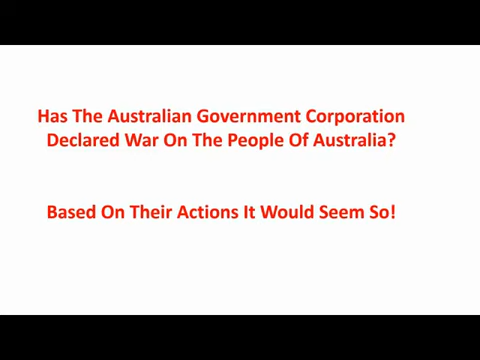 Has The Australian Government Corporation
Declared War On The People Of Australia?
Based On Their Actions It Would Seem So!